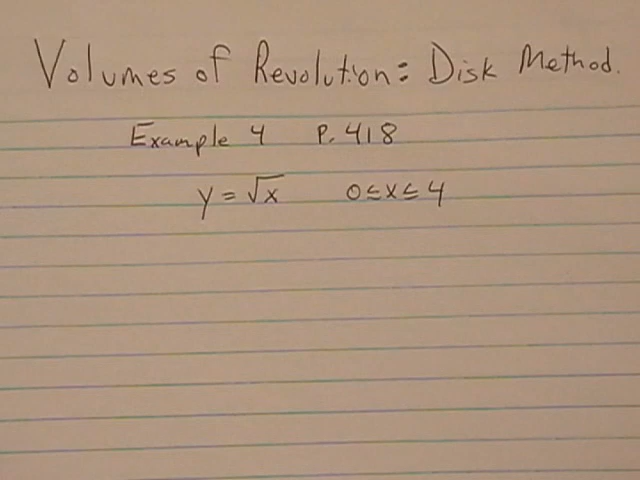 Volumes of Revolution: Disk Method.
Example 4 P. 418
y = √x 0 ≤ x ≤ 4